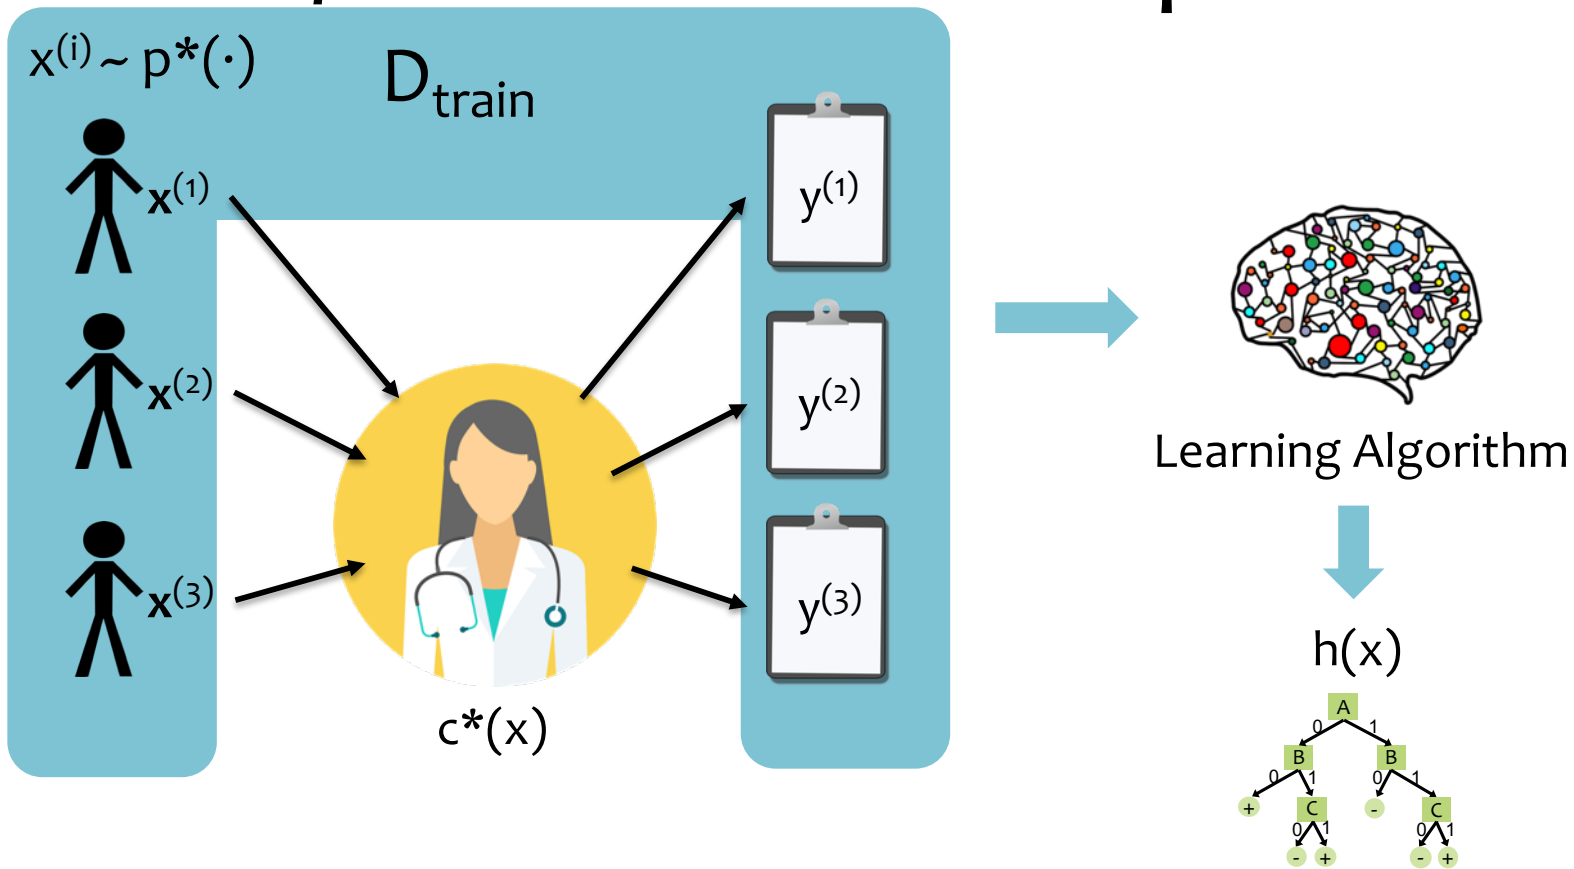 x^(i) ~ p*(·)
D_train
x^(1)
x^(2)
x^(3)
c*(x)
y^(1)
y^(2)
y^(3)
Learning Algorithm
h(x)
A
0 1
B B
0 1 0 1
+ C - C
0 1 0 1
- + - +